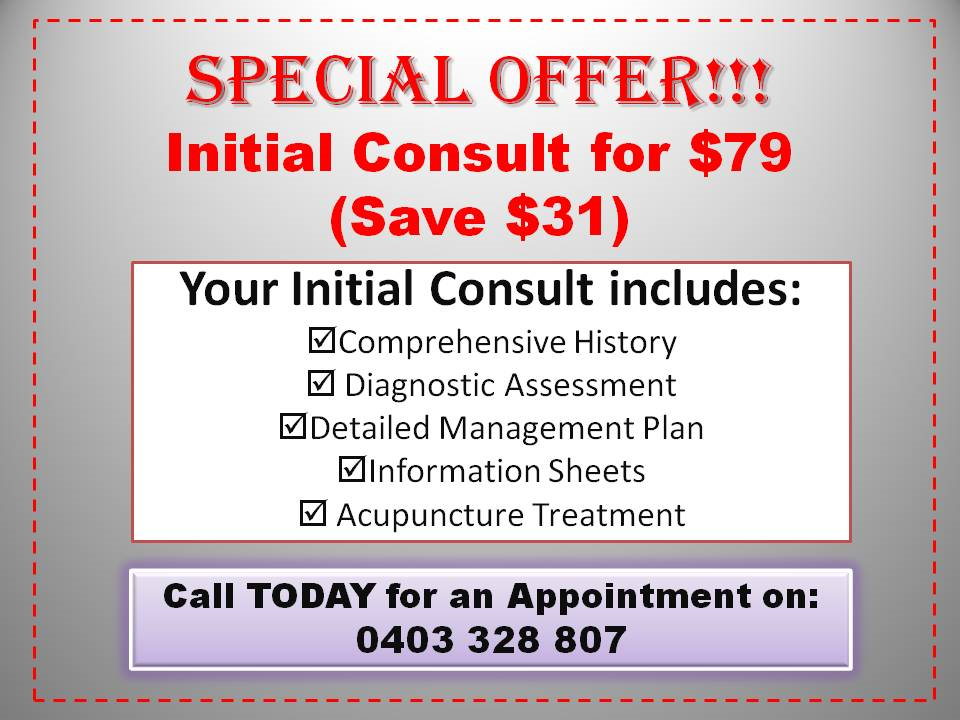 SPECIAL OFFER!!!
Initial Consult for $79
(Save $31)
Your Initial Consult includes:
☑Comprehensive History
☑ Diagnostic Assessment
☑Detailed Management Plan
☑Information Sheets
☑ Acupuncture Treatment
Call TODAY for an Appointment on:
0403 328 807